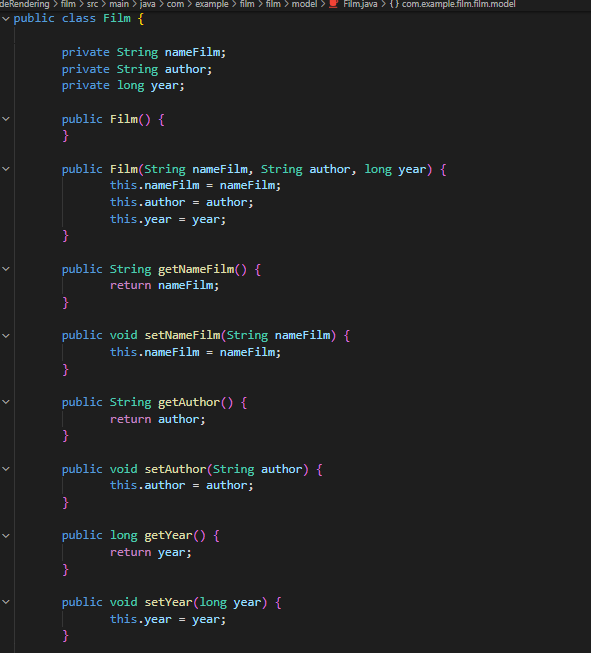 deRendering > film > src > main > java > com > example > film > film > model > Film.java > {} com.example.film.film.model
public class Film {
private String nameFilm;
private String author;
private long year;
public Film() {
}
public Film(String nameFilm, String author, long year) {
this.nameFilm = nameFilm;
this.author = author;
this.year = year;
}
public String getNameFilm() {
return nameFilm;
}
public void setNameFilm(String nameFilm) {
this.nameFilm = nameFilm;
}
public String getAuthor() {
return author;
}
public void setAuthor(String author) {
this.author = author;
}
public long getYear() {
return year;
}
public void setYear(long year) {
this.year = year;
}